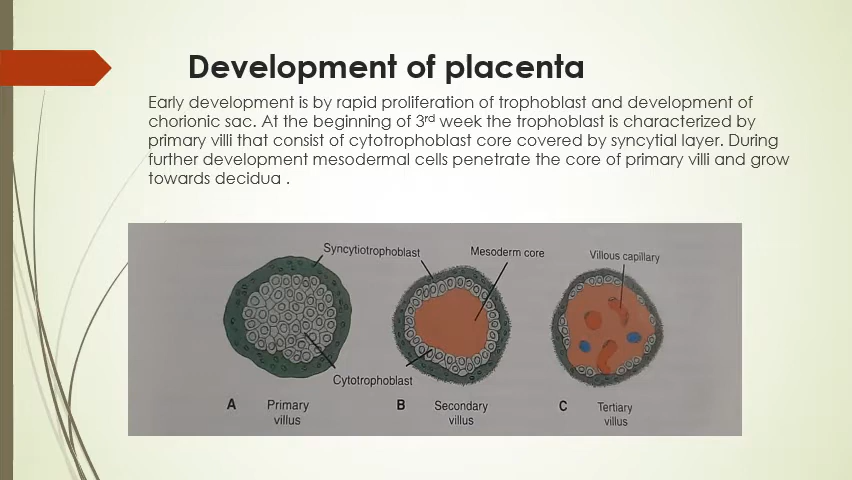 Development of placenta
Early development is by rapid proliferation of trophoblast and development of
chorionic sac. At the beginning of 3rd week the trophoblast is characterized by
primary villi that consist of cytotrophoblast core covered by syncytial layer. During
further development mesodermal cells penetrate the core of primary villi and grow
towards decidua .
Syncytiotrophoblast
Mesoderm core
Villous capillary
Cytotrophoblast
A Primary
villus
B Secondary
villus
C Tertiary
villus